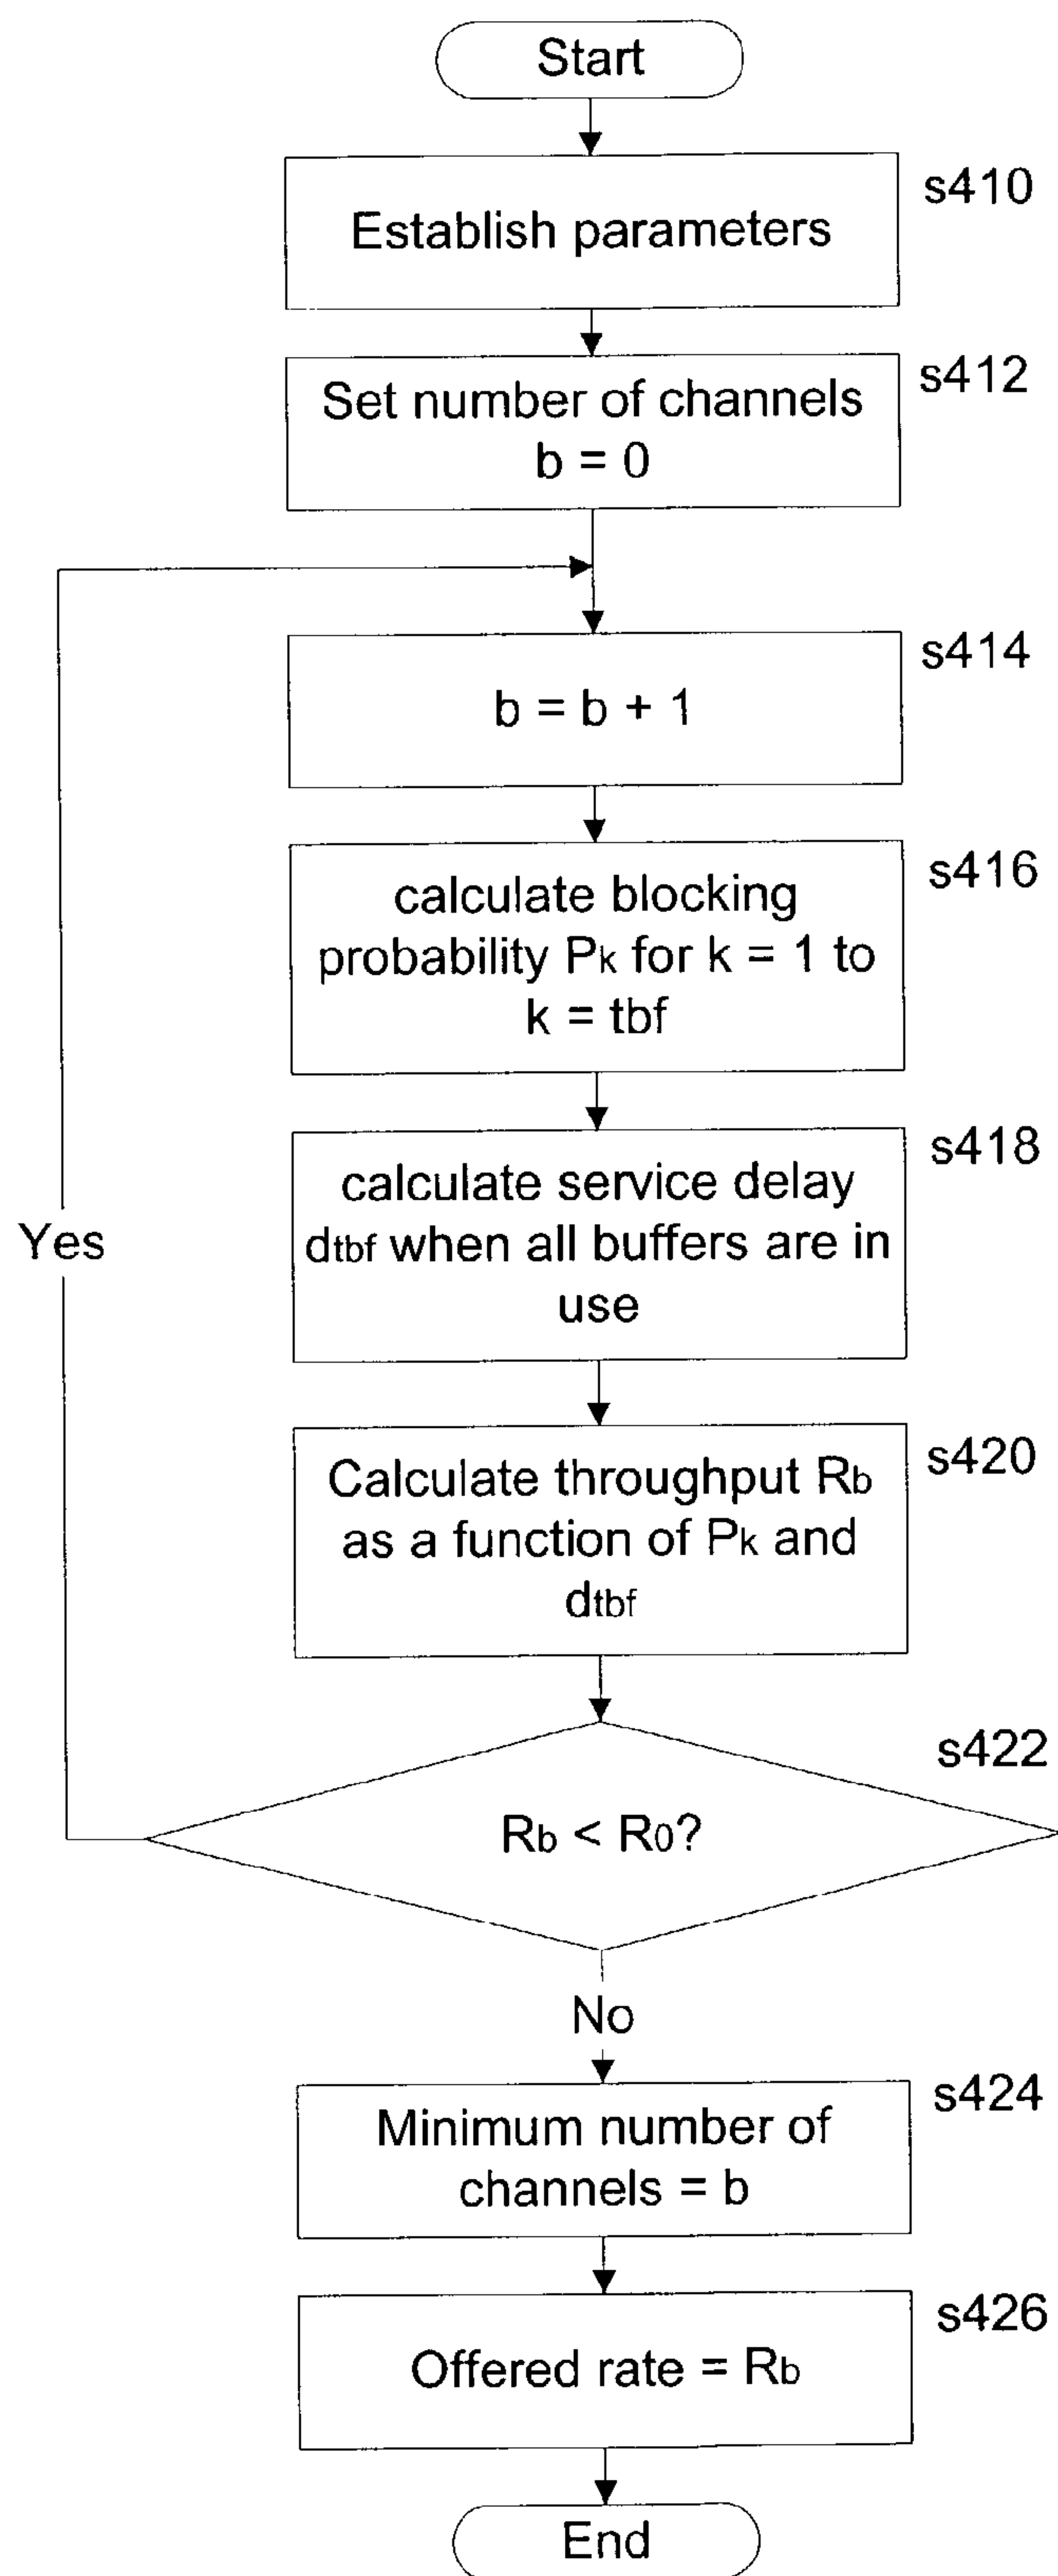 Start
s410
Establish parameters
s412
Set number of channels
b = 0
s414
b = b + 1
s416
calculate blocking
probability Pk for k = 1 to
k = tbf
s418
calculate service delay
dtbf when all buffers are in
use
Yes
s420
Calculate throughput Rb
as a function of Pk and
dtbf
s422
Rb < R0?
No
s424
Minimum number of
channels = b
s426
Offered rate = Rb
End